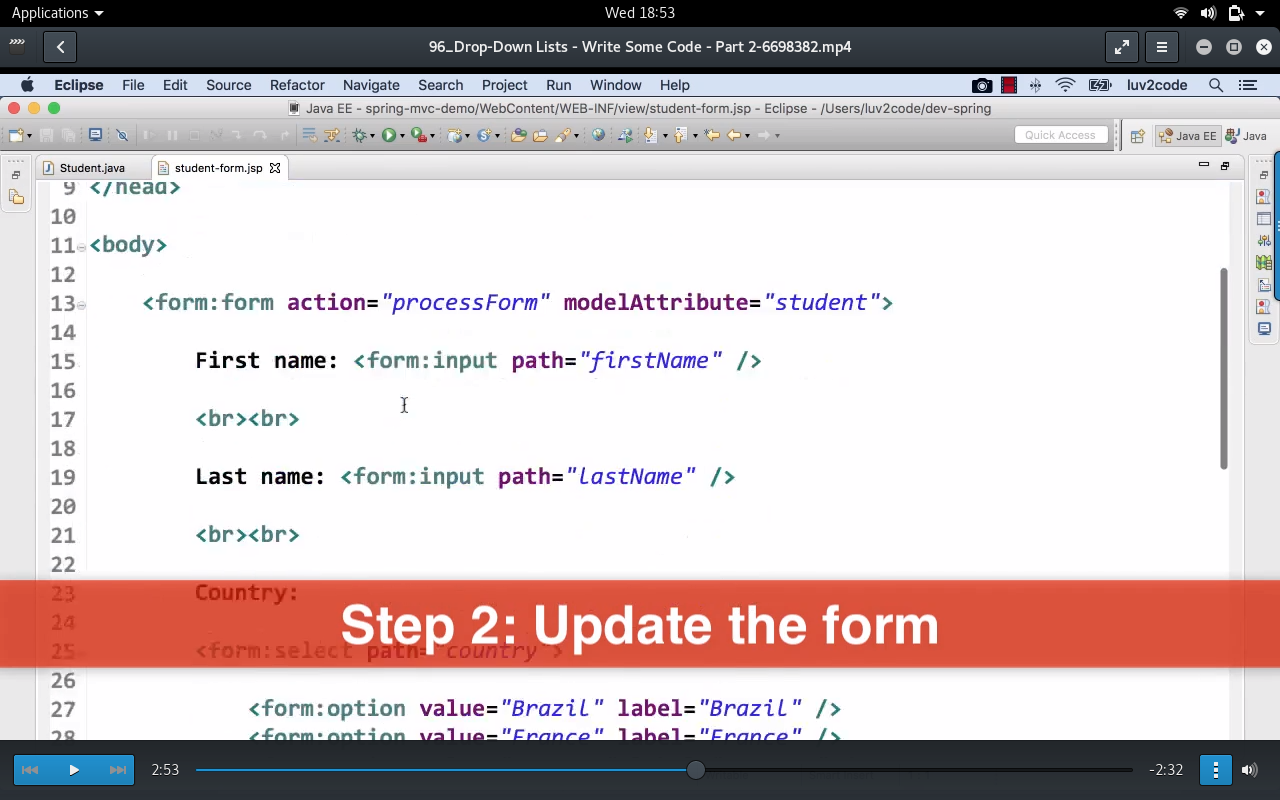 Applications
Wed 18:53
96_Drop-Down Lists - Write Some Code - Part 2-6698382.mp4
Eclipse File Edit Source Refactor Navigate Search Project Run Window Help luv2code
Java EE - spring-mvc-demo/WebContent/WEB-INF/view/student-form.jsp - Eclipse - /Users/luv2code/dev-spring
Quick Access Java EE Java
Student.java student-form.jsp
9 </head>
10
11 <body>
12
13 <form:form action="processForm" modelAttribute="student">
14
15 First name: <form:input path="firstName" />
16
17 <br><br>
18
19 Last name: <form:input path="lastName" />
20
21 <br><br>
22
23 Country:
24
Step 2: Update the form
25 <form:select path="country">
26
27 <form:option value="Brazil" label="Brazil" />
28 <form:option value="France" label="France" />
2:53 -2:32